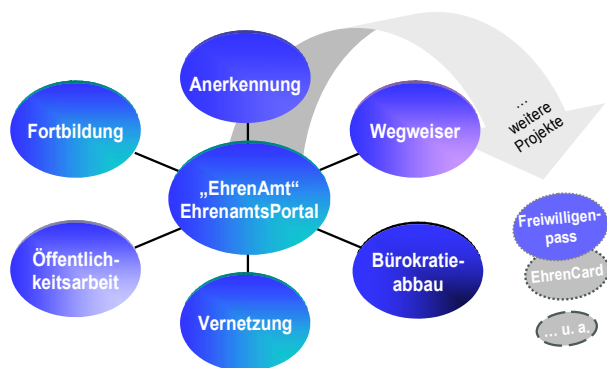 Anerkennung
Fortbildung
Wegweiser
...
weitere
Projekte
„EhrenAmt“
EhrenamtsPortal
Öffentlich-
keitsarbeit
Bürokratie-
abbau
Vernetzung
Freiwilligen-
pass
EhrenCard
... u. a.